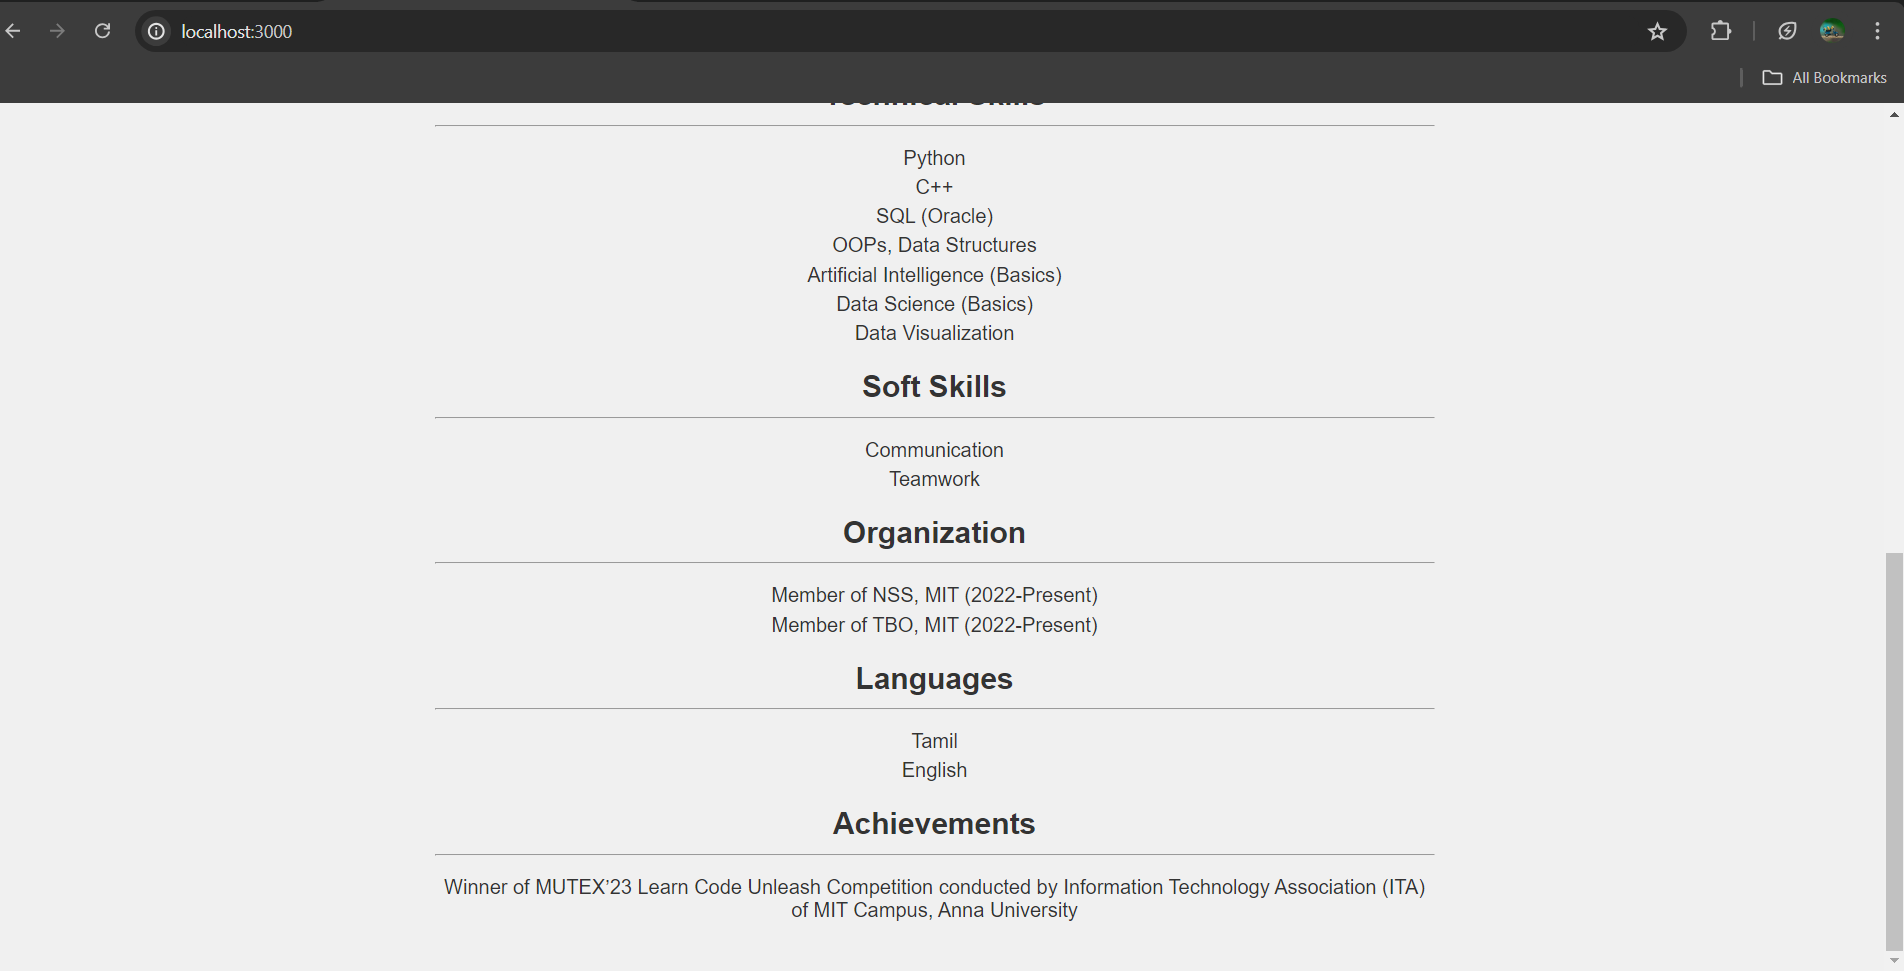 localhost:3000
All Bookmarks
Technical Skills
Python
C++
SQL (Oracle)
OOPs, Data Structures
Artificial Intelligence (Basics)
Data Science (Basics)
Data Visualization
Soft Skills
Communication
Teamwork
Organization
Member of NSS, MIT (2022-Present)
Member of TBO, MIT (2022-Present)
Languages
Tamil
English
Achievements
Winner of MUTEX’23 Learn Code Unleash Competition conducted by Information Technology Association (ITA)
of MIT Campus, Anna University